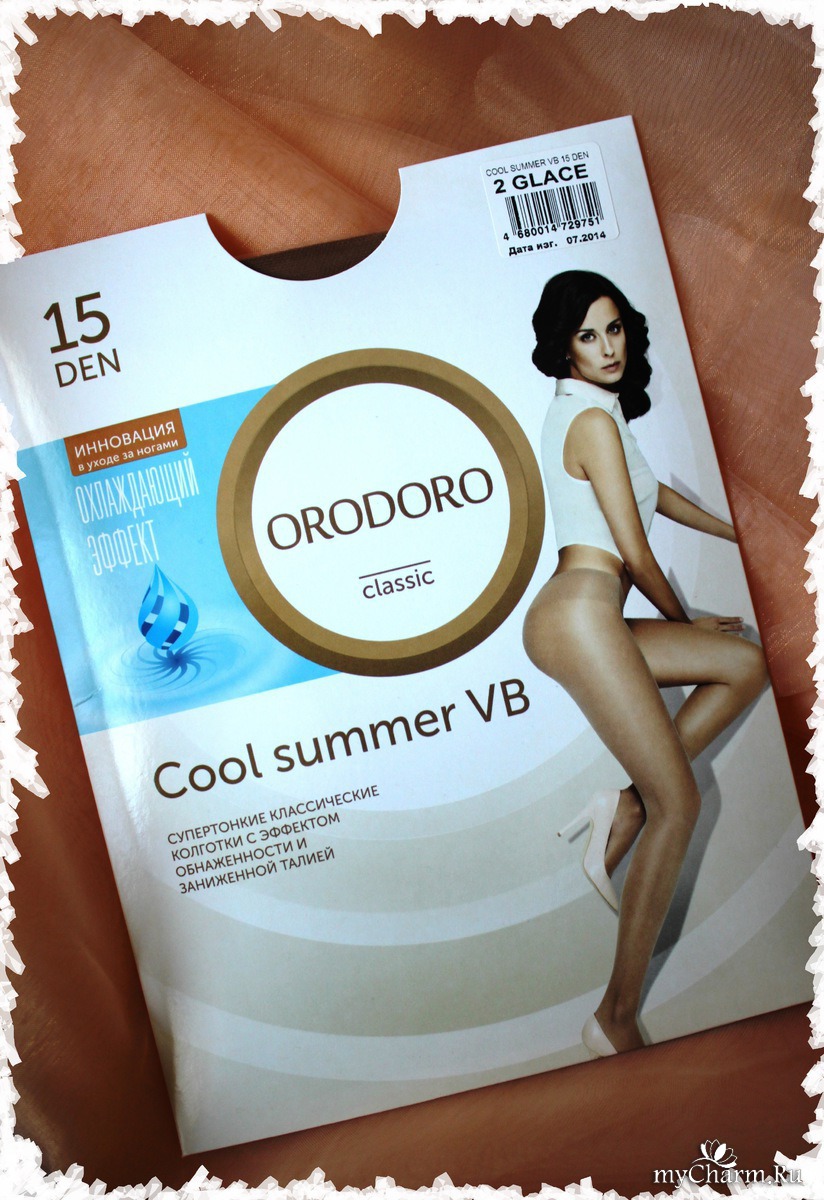 COOL SUMMER VB 15 DEN
2 GLACE
4 680014 729751
Дата изг. 07.2014
15
DEN
ИННОВАЦИЯ
в уходе за ногами
ОХЛАЖДАЮЩИЙ
ЭФФЕКТ
ORODORO
classic
Cool summer VB
СУПЕРТОНКИЕ КЛАССИЧЕСКИЕ
КОЛГОТКИ С ЭФФЕКТОМ
ОБНАЖЕННОСТИ И
ЗАНИЖЕННОЙ ТАЛИЕЙ
myCharm.Ru